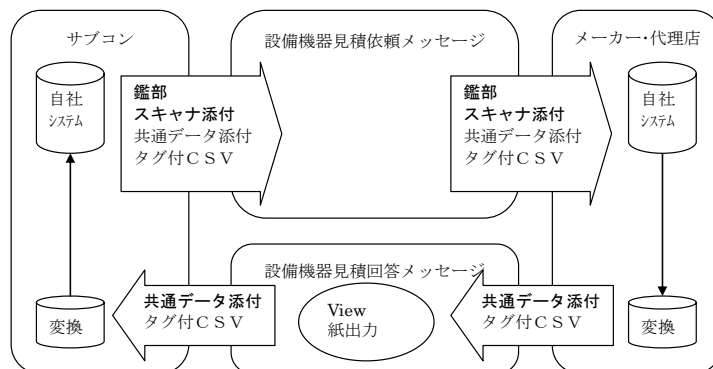 サブコン
設備機器見積依頼メッセージ
メーカー・代理店
自社
システム
鑑部
スキャナ添付
共通データ添付
タグ付ＣＳＶ
鑑部
スキャナ添付
共通データ添付
タグ付ＣＳＶ
自社
システム
設備機器見積回答メッセージ
変換
共通データ添付
タグ付ＣＳＶ
View
紙出力
共通データ添付
タグ付ＣＳＶ
変換